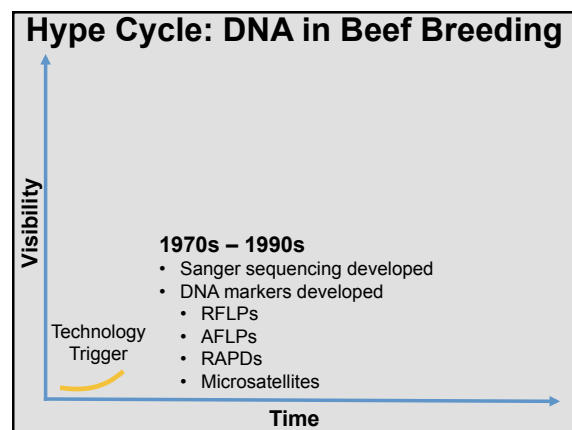 Hype Cycle: DNA in Beef Breeding
Visibility
1970s – 1990s
• Sanger sequencing developed
• DNA markers developed
• RFLPs
• AFLPs
• RAPDs
• Microsatellites
Technology
Trigger
Time